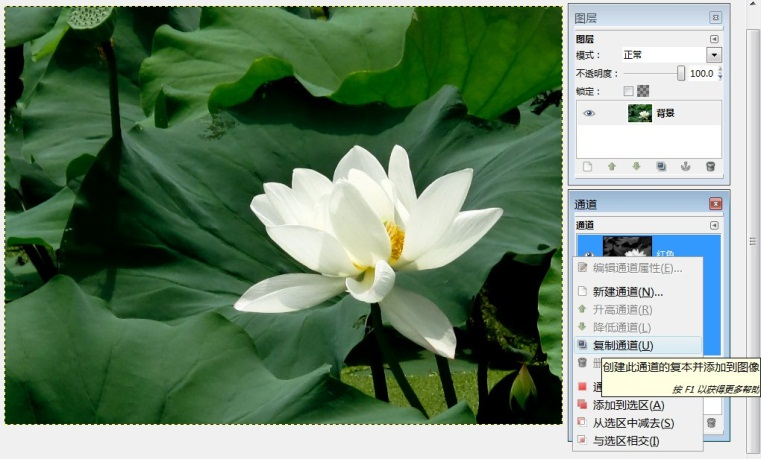 图层
图层
模式：
正常
不透明度：
100.0
锁定：
背景
通道
通道
红色
编辑通道属性(E)...
新建通道(N)...
升高通道(R)
降低通道(L)
复制通道(U)
创建此通道的复本并添加到图像
按 F1 以获得更多帮助
添加到选区(A)
从选区中减去(S)
与选区相交(I)